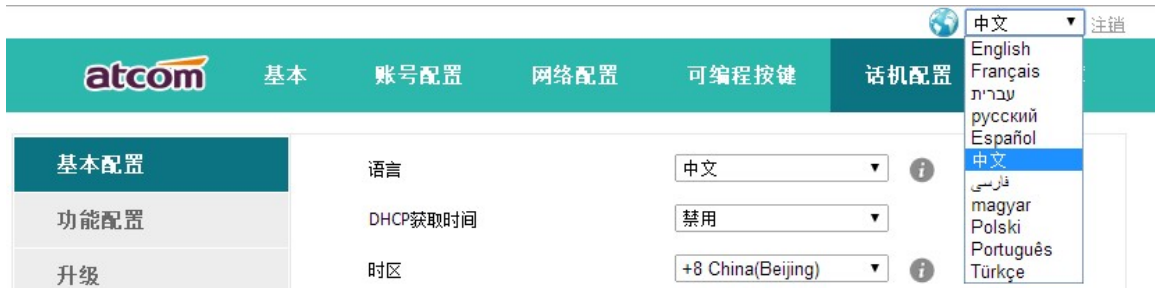 中文 注销
English
Français
עברית
русский
Español
中文
فارسی
magyar
Polski
Português
Türkçe
atcom 基本 账号配置 网络配置 可编程按键 话机配置
基本配置
功能配置
升级
语言 中文
DHCP获取时间 禁用
时区 +8 China(Beijing)